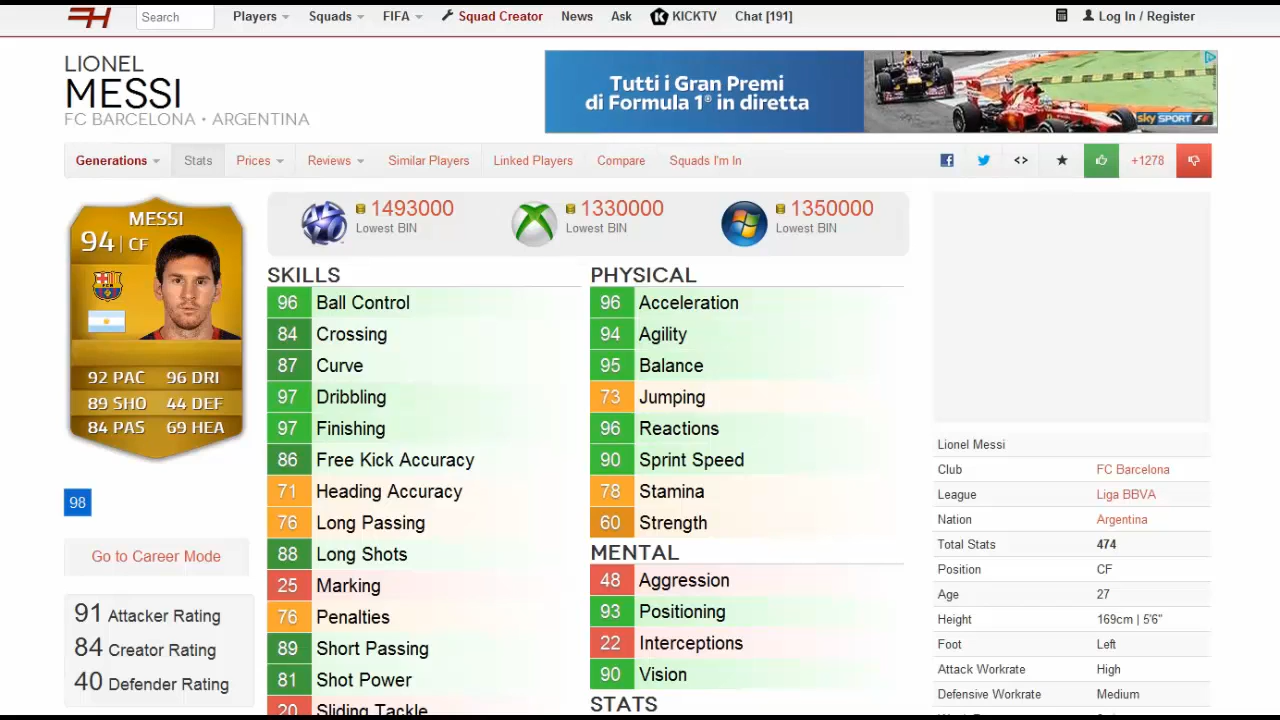 Search
Players
Squads
FIFA
Squad Creator
News
Ask
KICKTV
Chat [191]
Log In / Register
LIONEL
MESSI
FC BARCELONA • ARGENTINA
Tutti i Gran Premi
di Formula 1® in diretta
sky SPORT F1
Generations
Stats
Prices
Reviews
Similar Players
Linked Players
Compare
Squads I'm In
+1278
MESSI
94 | CF
92 PAC 96 DRI
89 SHO 44 DEF
84 PAS 69 HEA
98
Go to Career Mode
91 Attacker Rating
84 Creator Rating
40 Defender Rating
1493000
Lowest BIN
1330000
Lowest BIN
1350000
Lowest BIN
SKILLS
96 Ball Control
84 Crossing
87 Curve
97 Dribbling
97 Finishing
86 Free Kick Accuracy
71 Heading Accuracy
76 Long Passing
88 Long Shots
25 Marking
76 Penalties
89 Short Passing
81 Shot Power
20 Sliding Tackle
PHYSICAL
96 Acceleration
94 Agility
95 Balance
73 Jumping
96 Reactions
90 Sprint Speed
78 Stamina
60 Strength
MENTAL
48 Aggression
93 Positioning
22 Interceptions
90 Vision
STATS
Lionel Messi
Club FC Barcelona
League Liga BBVA
Nation Argentina
Total Stats 474
Position CF
Age 27
Height 169cm | 5'6"
Foot Left
Attack Workrate High
Defensive Workrate Medium